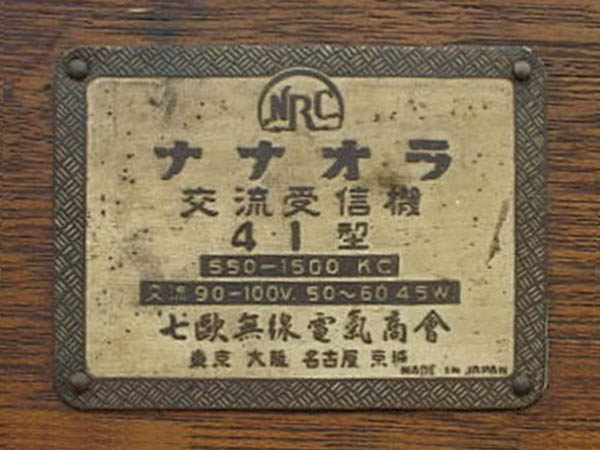 NRC
ナナオラ
交流受信機
41型
550-1500 KC
交流 90-100V. 50~60 45W.
七歐無線電氣商會
東京 大阪 名古屋 京城
MADE IN JAPAN